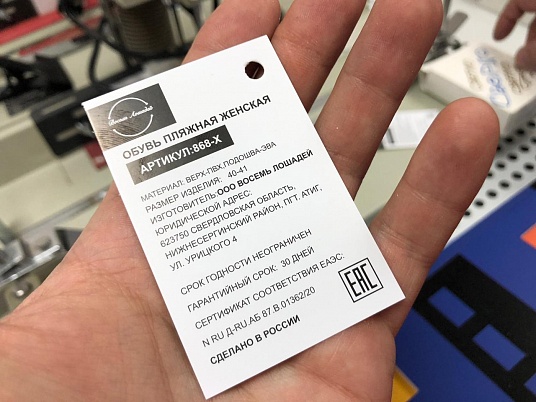 Восемь Лошадей
ОБУВЬ ПЛЯЖНАЯ ЖЕНСКАЯ
АРТИКУЛ:868-X
МАТЕРИАЛ: ВЕРХ-ПВХ,ПОДОШВА-ЭВА
РАЗМЕР ИЗДЕЛИЯ: 40-41
ИЗГОТОВИТЕЛЬ:ООО ВОСЕМЬ ЛОШАДЕЙ
ЮРИДИЧЕСКОЙ АДРЕС:
623750 СВЕРДЛОВСКАЯ ОБЛАСТЬ,
НИЖНЕСЕРГИНСКИЙ РАЙОН, ПГТ. АТИГ,
УЛ. УРИЦКОГО 4
СРОК ГОДНОСТИ НЕОГРАНИЧЕН
ГАРАНТИЙНЫЙ СРОК: 30 ДНЕЙ
СЕРТИФИКАТ СООТВЕТСТВИЯ ЕАЭС:
N RU Д-RU.АБ 87.В.01362/20
СДЕЛАНО В РОССИИ
EAC